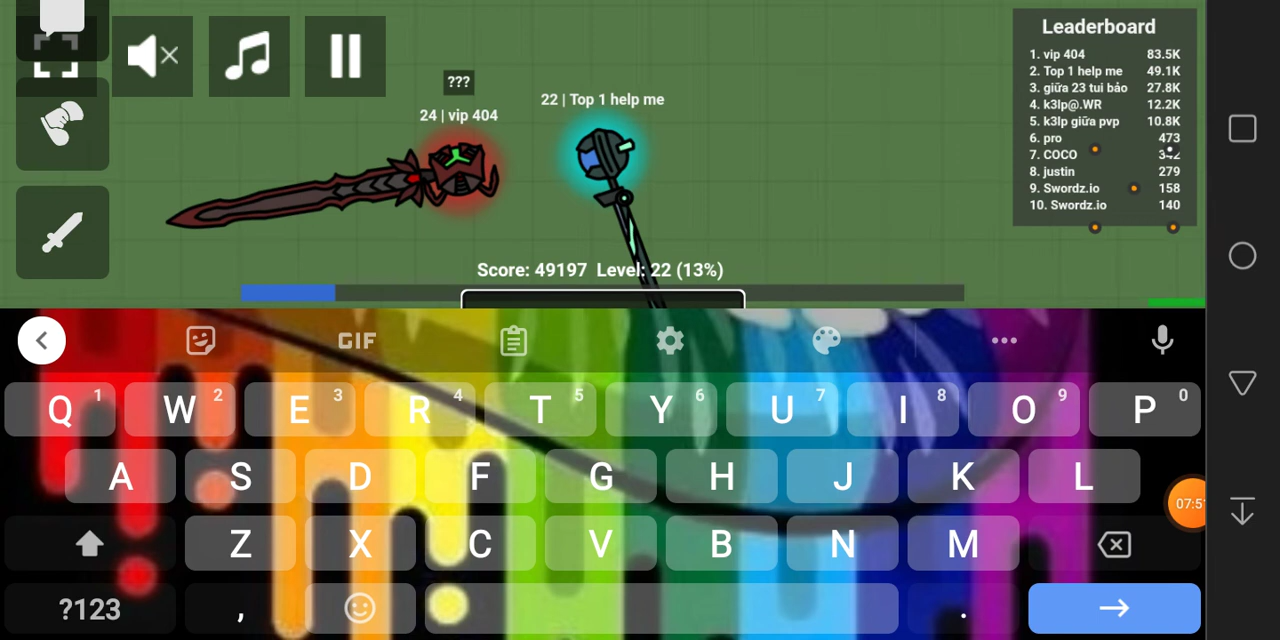 Leaderboard
1. vip 404 83.5K
2. Top 1 help me 49.1K
3. giữa 23 tui bảo 27.8K
4. k3lp@.WR 12.2K
5. k3lp giữa pvp 10.8K
6. pro 473
7. COCO
8. justin 279
9. Swordz.io 158
10. Swordz.io 140
???
24 | vip 404
22 | Top 1 help me
Score: 49197 Level: 22 (13%)
GIF
Q 1 W 2 E 3 R 4 T 5 Y 6 U 7 I 8 O 9 P 0
A S D F G H J K L
Z X C V B N M
?123 , .